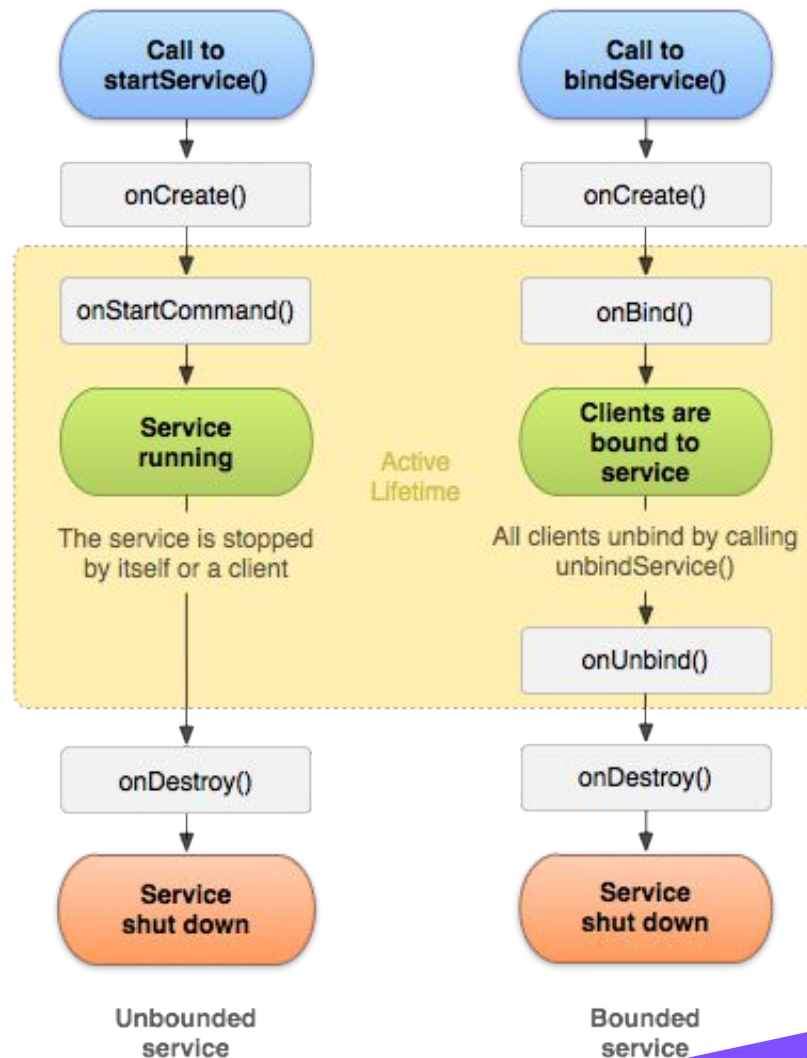 Call to
startService()
onCreate()
onStartCommand()
Service
running
The service is stopped
by itself or a client
onDestroy()
Service
shut down
Unbounded
service
Active
Lifetime
Call to
bindService()
onCreate()
onBind()
Clients are
bound to
service
All clients unbind by calling
unbindService()
onUnbind()
onDestroy()
Service
shut down
Bounded
service